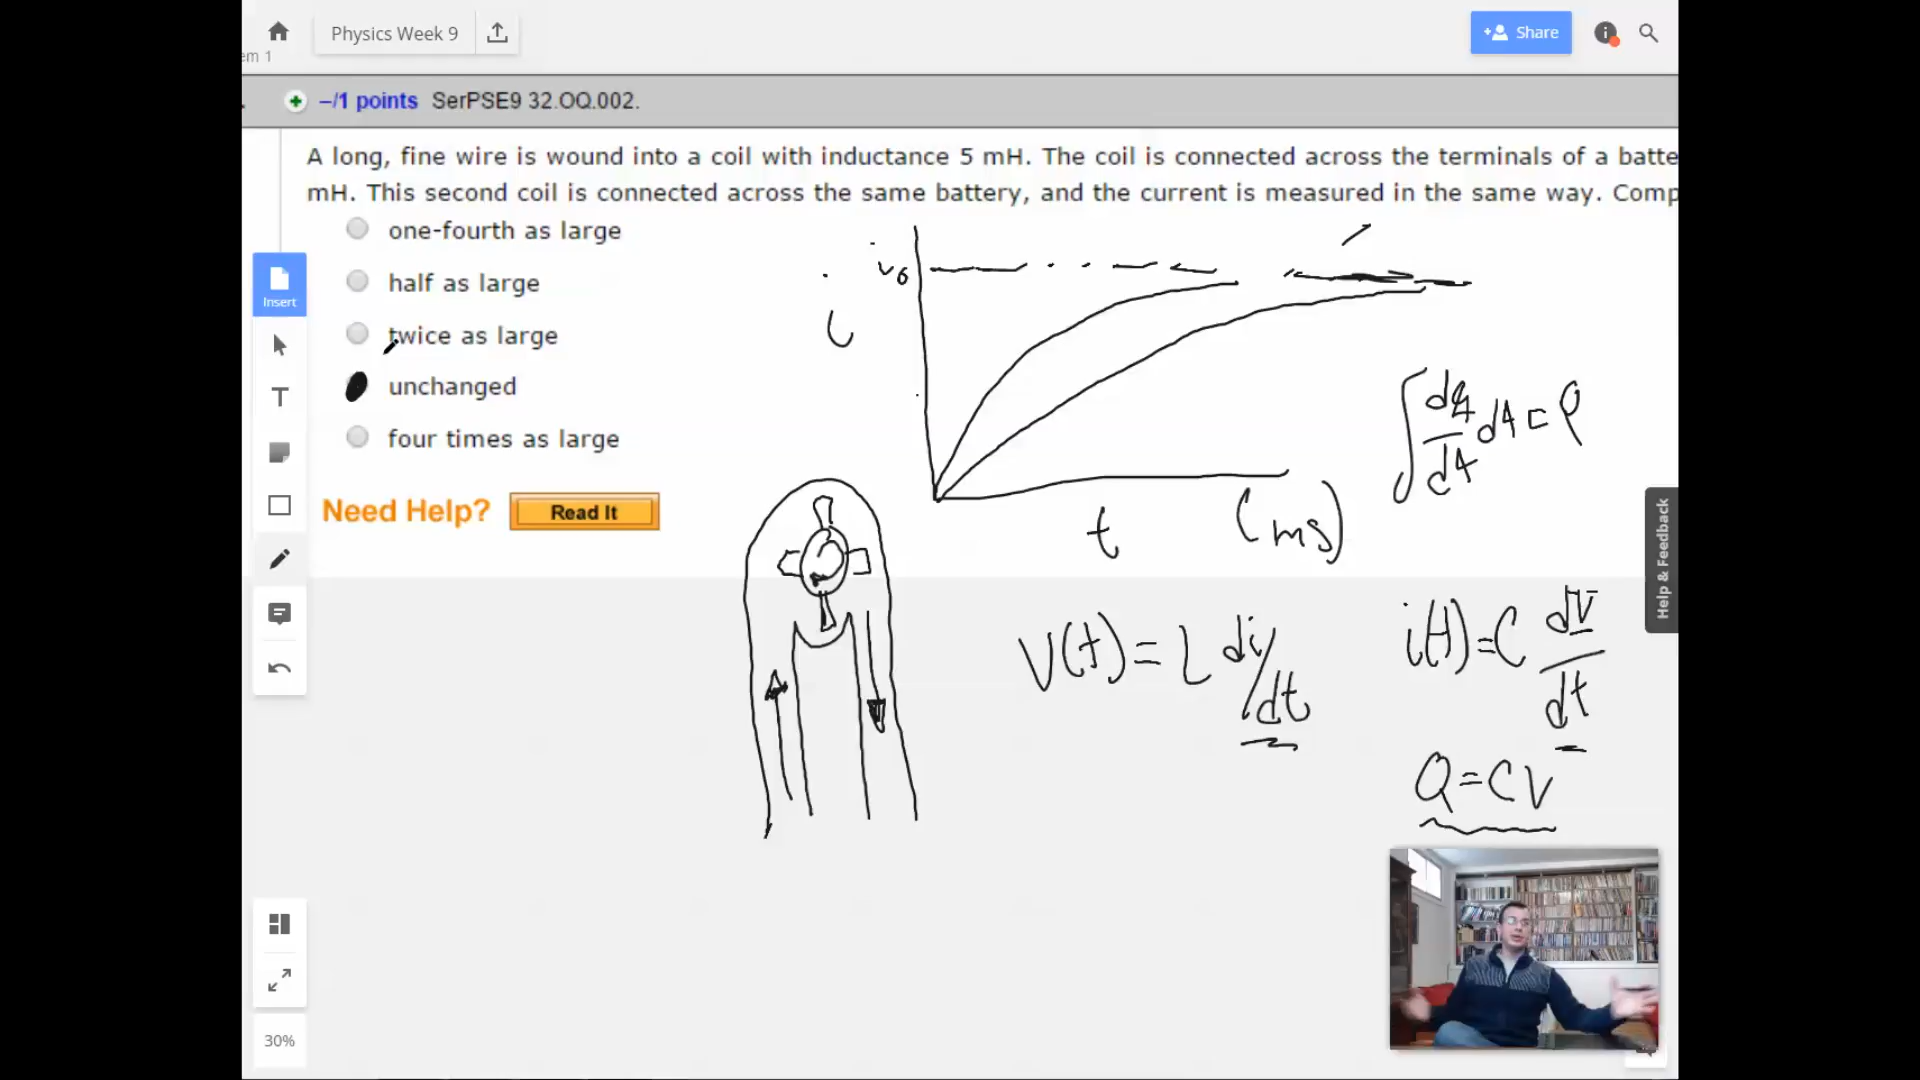 Physics Week 9
Share
em 1
–/1 points SerPSE9 32.OQ.002.
A long, fine wire is wound into a coil with inductance 5 mH. The coil is connected across the terminals of a batte
mH. This second coil is connected across the same battery, and the current is measured in the same way. Comp
one-fourth as large
half as large
twice as large
unchanged
four times as large
Need Help? Read It
Insert
T
i₀
i
t (ms)
V(t) = L di/dt
i(t) = C dV/dt
Q = CV
Help & Feedback
30%